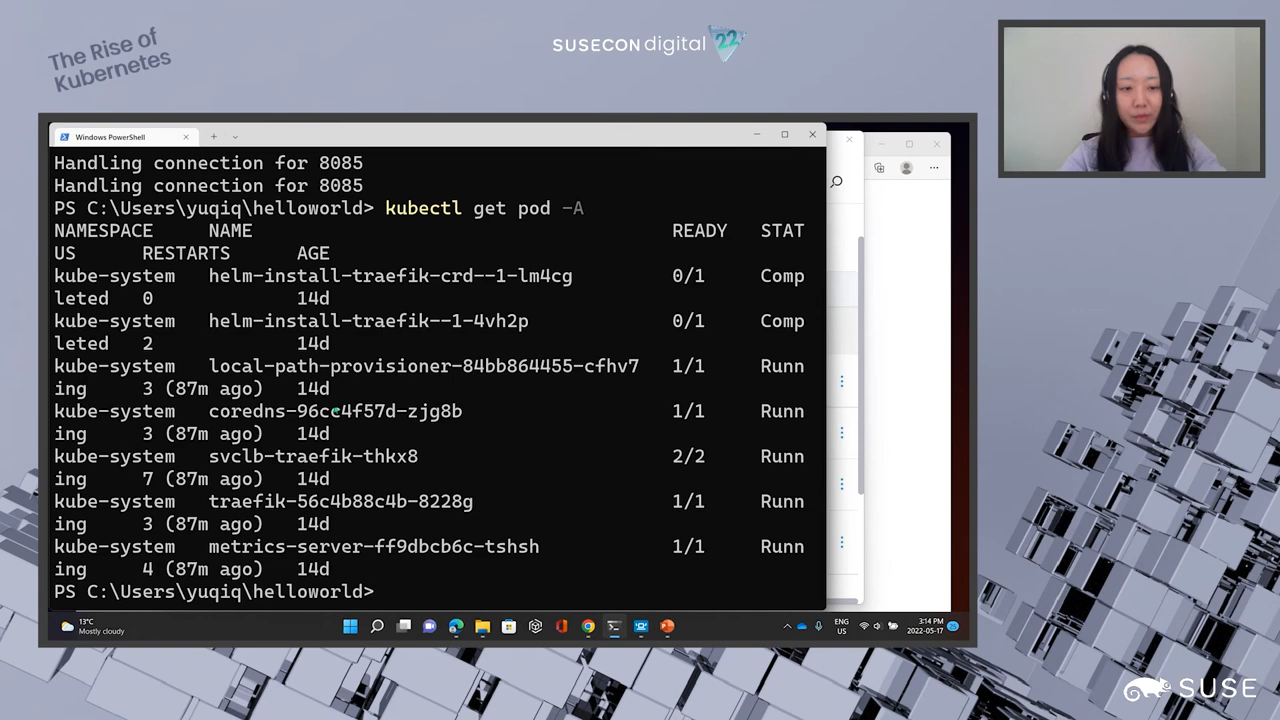 The Rise of
Kubernetes
SUSECON digital 22
Windows PowerShell
Handling connection for 8085
Handling connection for 8085
PS C:\Users\yuqiq\helloworld> kubectl get pod -A
NAMESPACE NAME READY STAT
US RESTARTS AGE
kube-system helm-install-traefik-crd--1-lm4cg 0/1 Comp
leted 0 14d
kube-system helm-install-traefik--1-4vh2p 0/1 Comp
leted 2 14d
kube-system local-path-provisioner-84bb864455-cfhv7 1/1 Runn
ing 3 (87m ago) 14d
kube-system coredns-96cc4f57d-zjg8b 1/1 Runn
ing 3 (87m ago) 14d
kube-system svclb-traefik-thkx8 2/2 Runn
ing 7 (87m ago) 14d
kube-system traefik-56c4b88c4b-8228g 1/1 Runn
ing 3 (87m ago) 14d
kube-system metrics-server-ff9dbcb6c-tshsh 1/1 Runn
ing 4 (87m ago) 14d
PS C:\Users\yuqiq\helloworld>
13°C
Mostly cloudy
ENG
US
3:14 PM
2022-05-17
SUSE